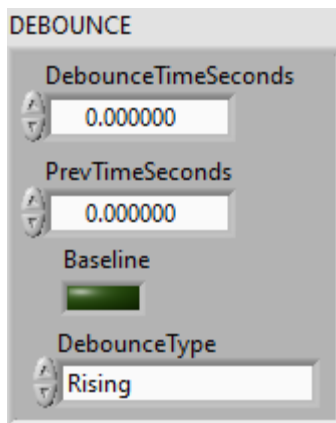 DEBOUNCE
DebounceTimeSeconds
0.000000
PrevTimeSeconds
0.000000
Baseline
DebounceType
Rising